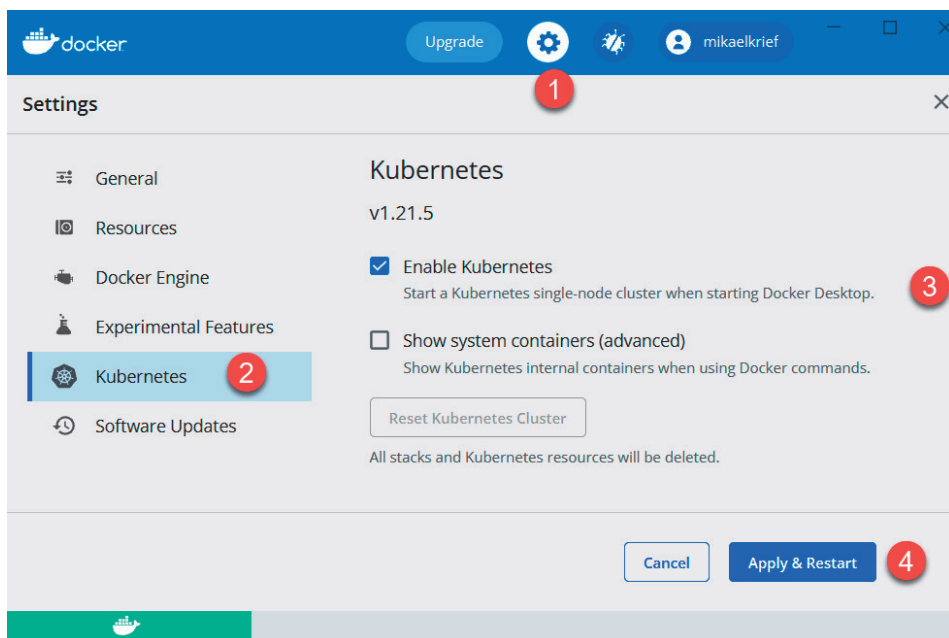 docker
Upgrade
mikaelkrief
1
Settings
General
Resources
Docker Engine
Experimental Features
Kubernetes
2
Software Updates
Kubernetes
v1.21.5
Enable Kubernetes
Start a Kubernetes single-node cluster when starting Docker Desktop.
3
Show system containers (advanced)
Show Kubernetes internal containers when using Docker commands.
Reset Kubernetes Cluster
All stacks and Kubernetes resources will be deleted.
Cancel
Apply & Restart
4